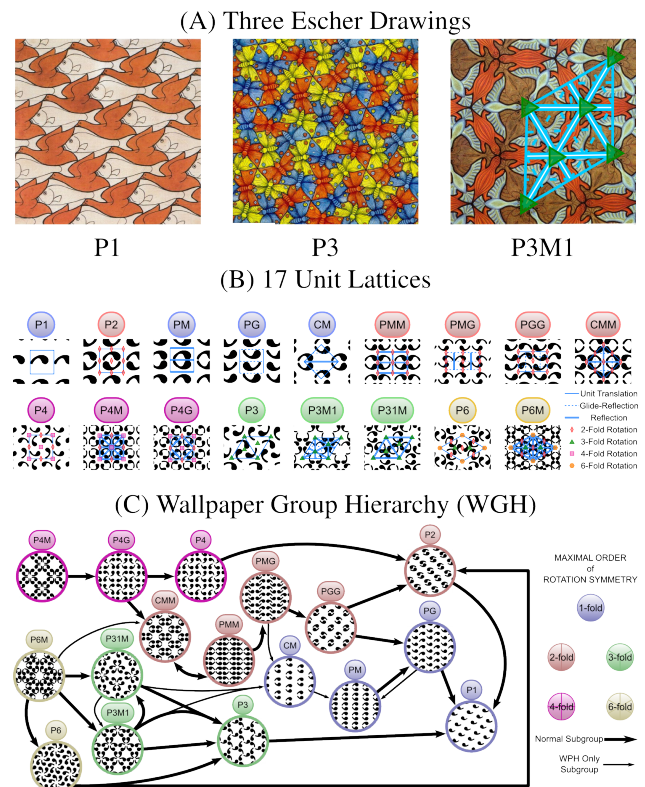 (A) Three Escher Drawings
P1 P3 P3M1
(B) 17 Unit Lattices
P1 P2 PM PG CM PMM PMG PGG CMM
Unit Translation
Glide-Reflection
Reflection
P4 P4M P4G P3 P3M1 P31M P6 P6M
2-Fold Rotation
3-Fold Rotation
4-Fold Rotation
6-Fold Rotation
(C) Wallpaper Group Hierarchy (WGH)
P4M P4G P4 P2
MAXIMAL ORDER
of
ROTATION SYMMETRY
PMG
CMM PMM PGG
1-fold
PG
P6M P31M CM PM
2-fold 3-fold
P1
P3M1 P3
4-fold 6-fold
P6
Normal Subgroup
WPH Only
Subgroup